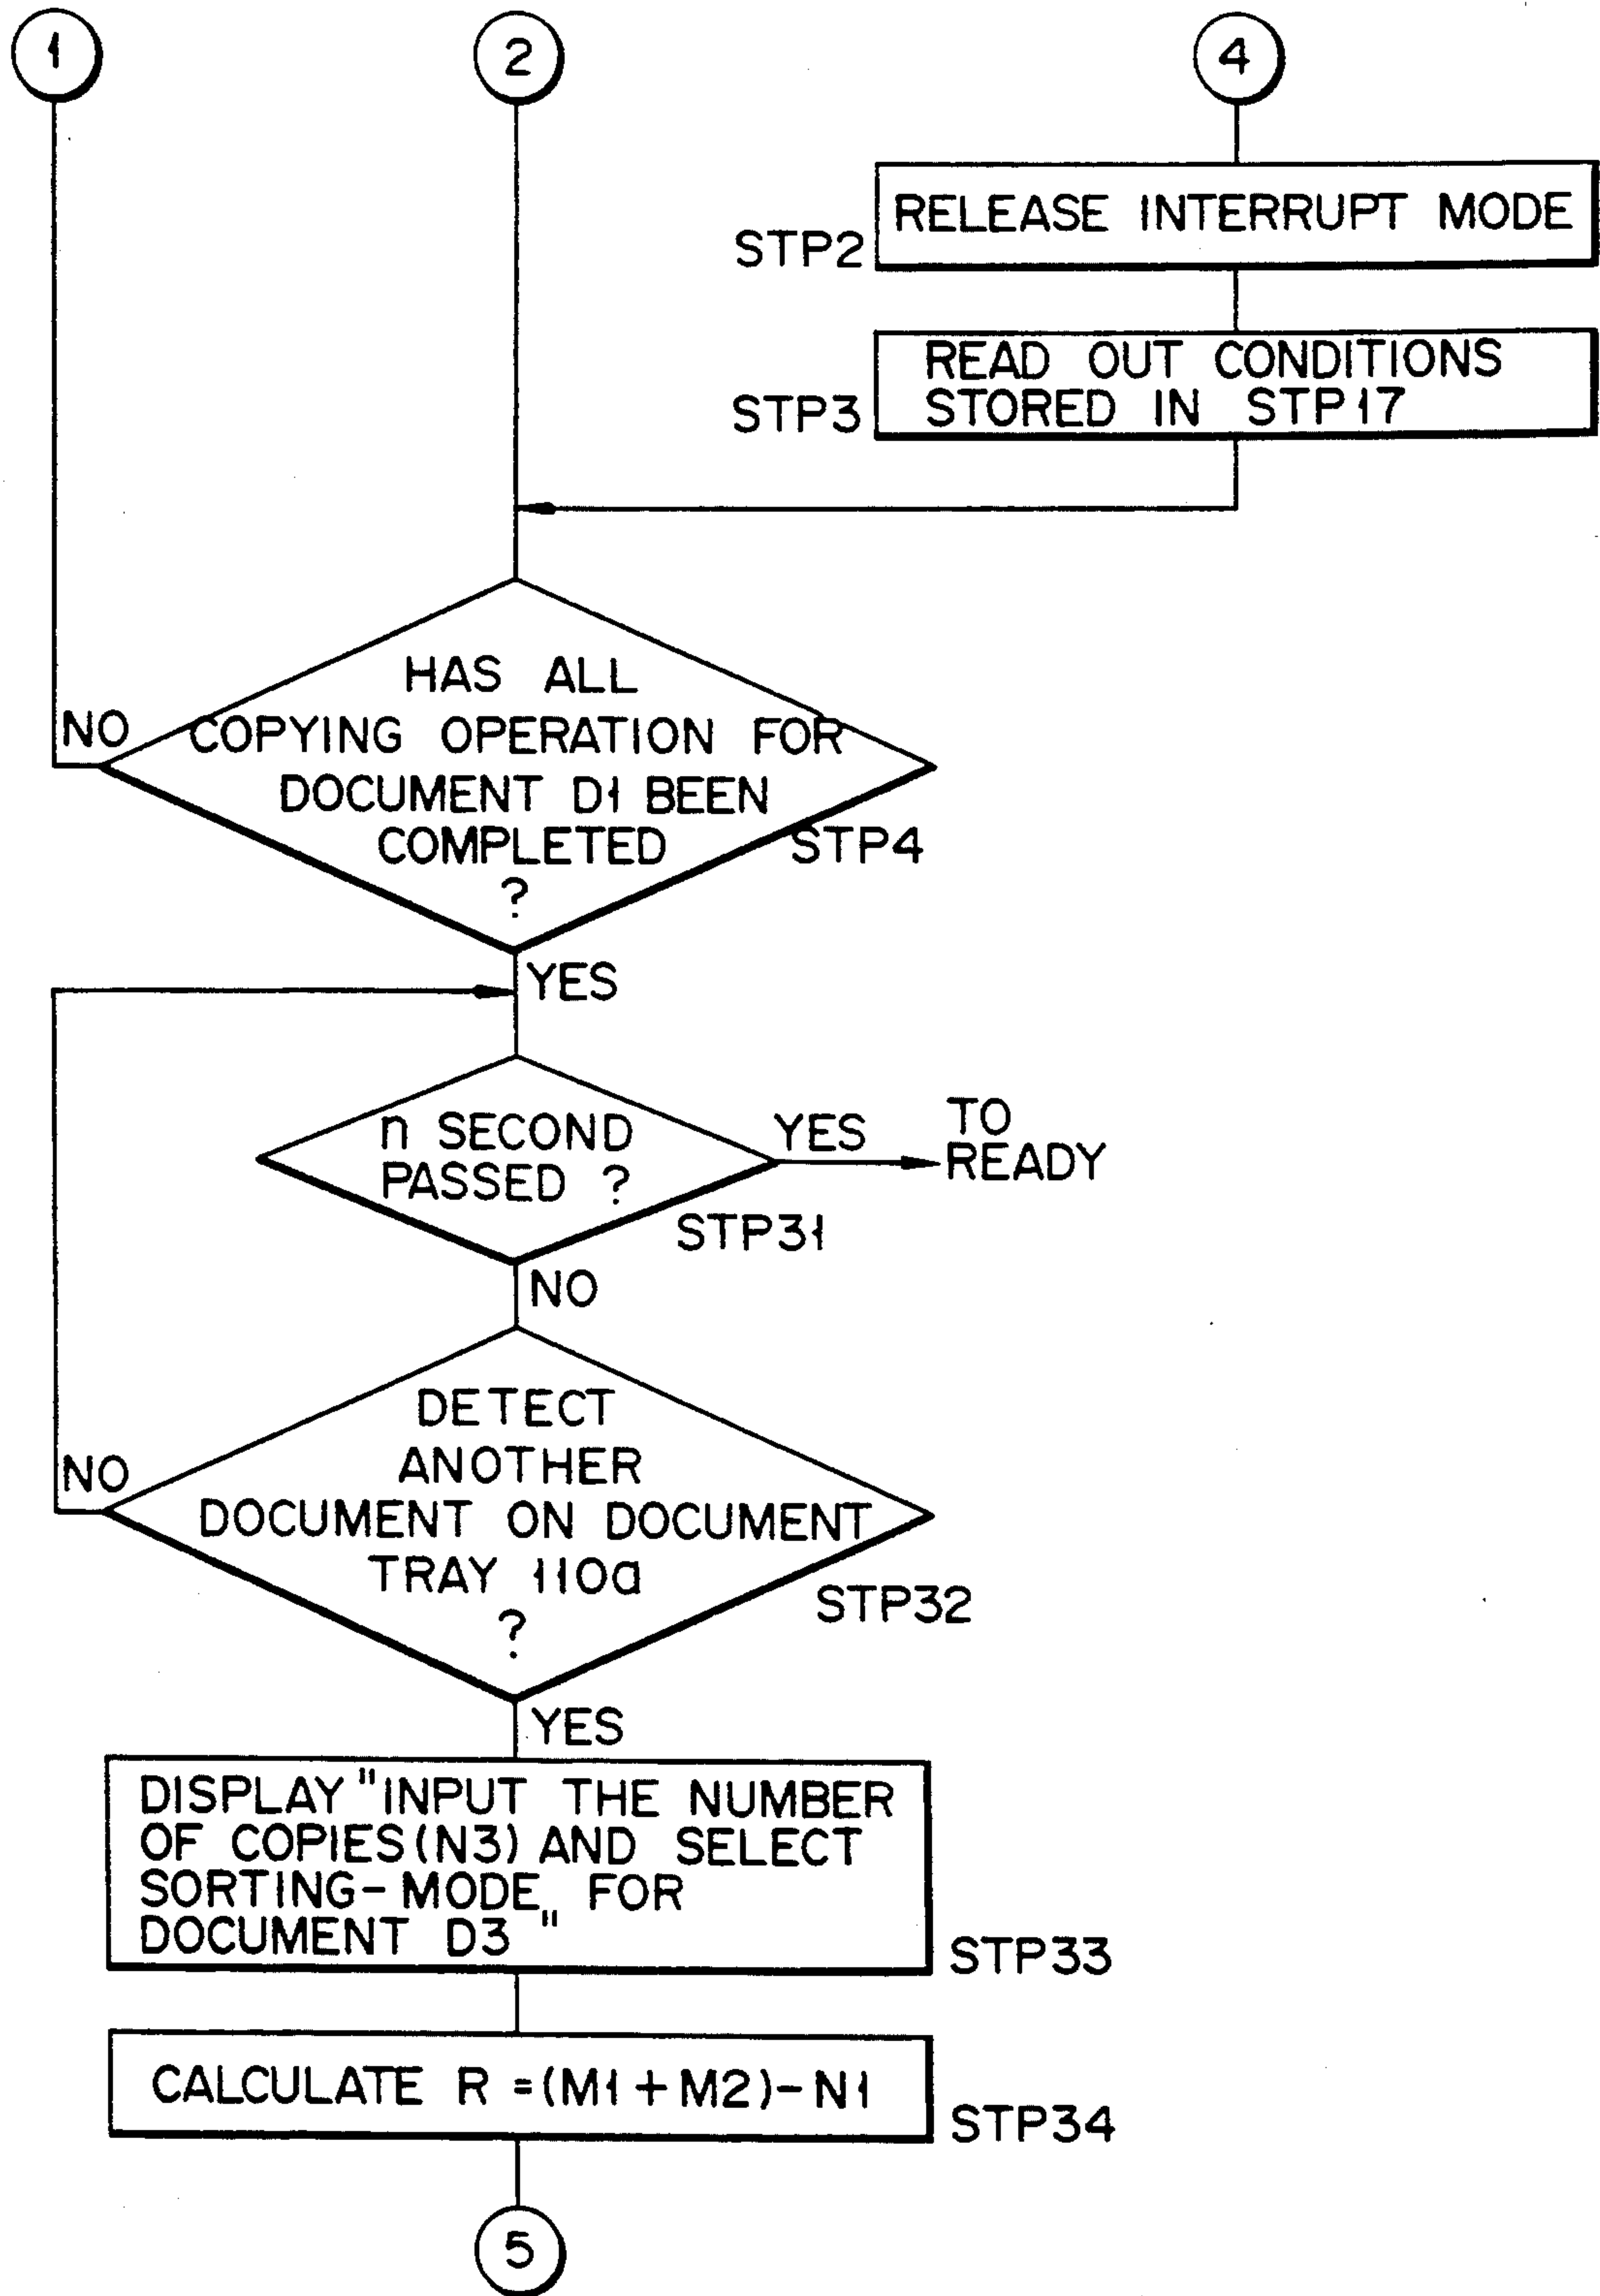 1
2
4
RELEASE INTERRUPT MODE
STP2
READ OUT CONDITIONS
STORED IN STP17
STP3
HAS ALL
COPYING OPERATION FOR
DOCUMENT D1 BEEN
COMPLETED
?
STP4
NO
YES
n SECOND
PASSED ?
STP31
YES
TO
READY
NO
DETECT
ANOTHER
DOCUMENT ON DOCUMENT
TRAY 110a
?
STP32
NO
YES
DISPLAY "INPUT THE NUMBER
OF COPIES(N3) AND SELECT
SORTING-MODE FOR
DOCUMENT D3"
STP33
CALCULATE R =(M1+M2)-N1
STP34
5